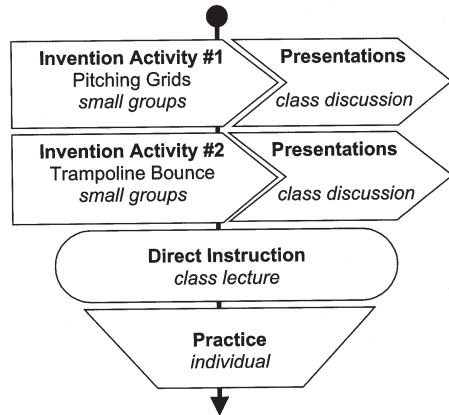 Invention Activity #1
Pitching Grids
small groups
Presentations
class discussion
Invention Activity #2
Trampoline Bounce
small groups
Presentations
class discussion
Direct Instruction
class lecture
Practice
individual